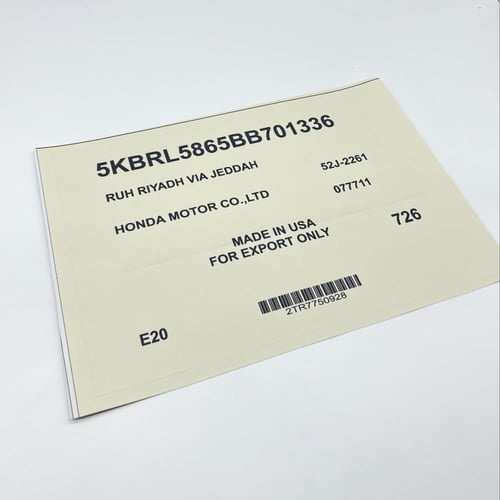 5KBRL5865BB701336
RUH RIYADH VIA JEDDAH 52J-2261
HONDA MOTOR CO.,LTD 077711
MADE IN USA 726
FOR EXPORT ONLY
2TR7750928
E20